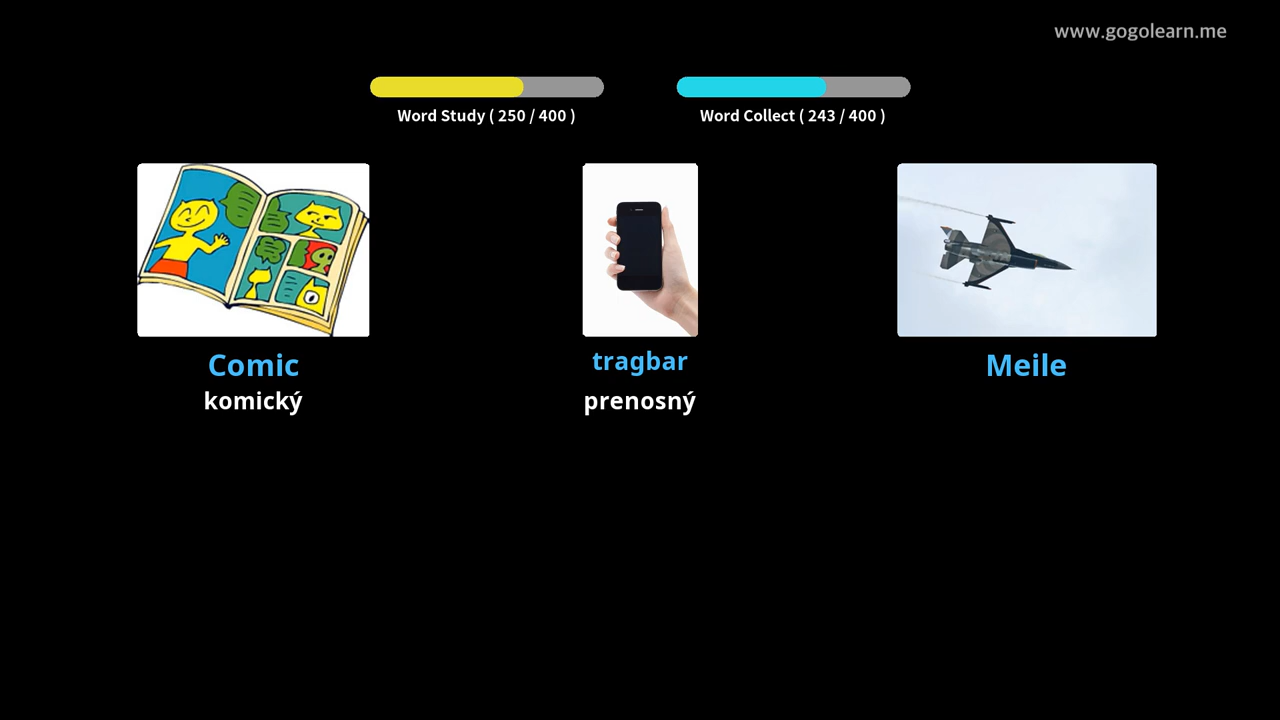 www.gogolearn.me
Word Study ( 250 / 400 )
Word Collect ( 243 / 400 )
Comic
komický
tragbar
prenosný
Meile